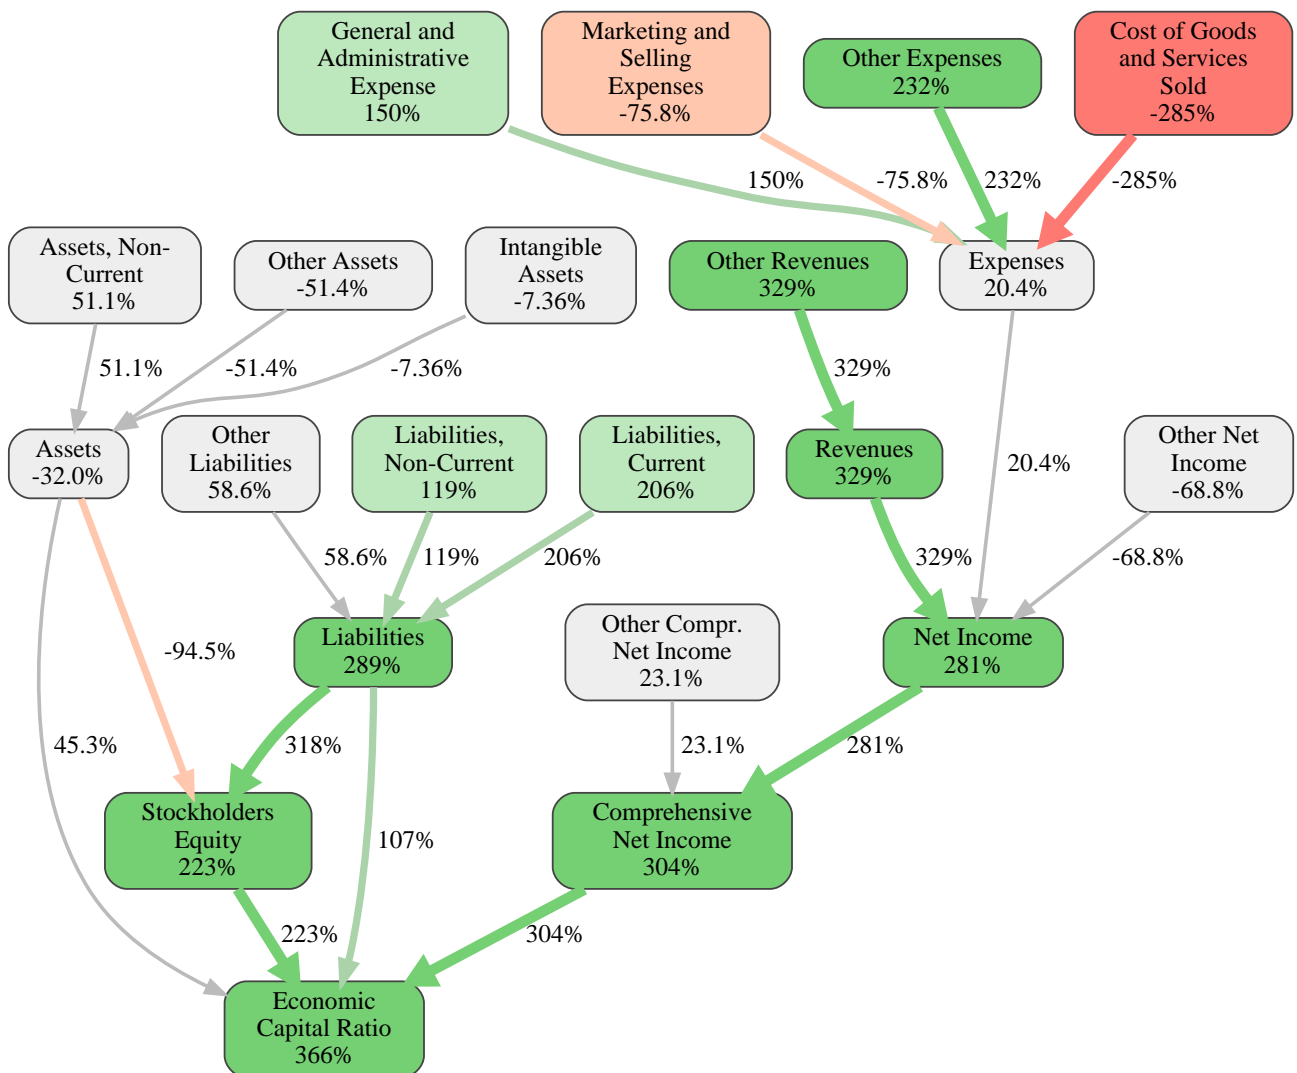 General and
Administrative
Expense
150%
Marketing and
Selling
Expenses
-75.8%
Other Expenses
232%
Cost of Goods
and Services
Sold
-285%
150%
-75.8%
232%
-285%
Assets, Non-
Current
51.1%
Other Assets
-51.4%
Intangible
Assets
-7.36%
Other Revenues
329%
Expenses
20.4%
51.1%
-51.4%
-7.36%
329%
Assets
-32.0%
Other
Liabilities
58.6%
Liabilities,
Non-Current
119%
Liabilities,
Current
206%
Revenues
329%
20.4%
Other Net
Income
-68.8%
58.6%
119%
206%
329%
-68.8%
Liabilities
289%
Other Compr.
Net Income
23.1%
Net Income
281%
-94.5%
45.3%
318%
23.1%
281%
Stockholders
Equity
223%
107%
Comprehensive
Net Income
304%
223%
304%
Economic
Capital Ratio
366%